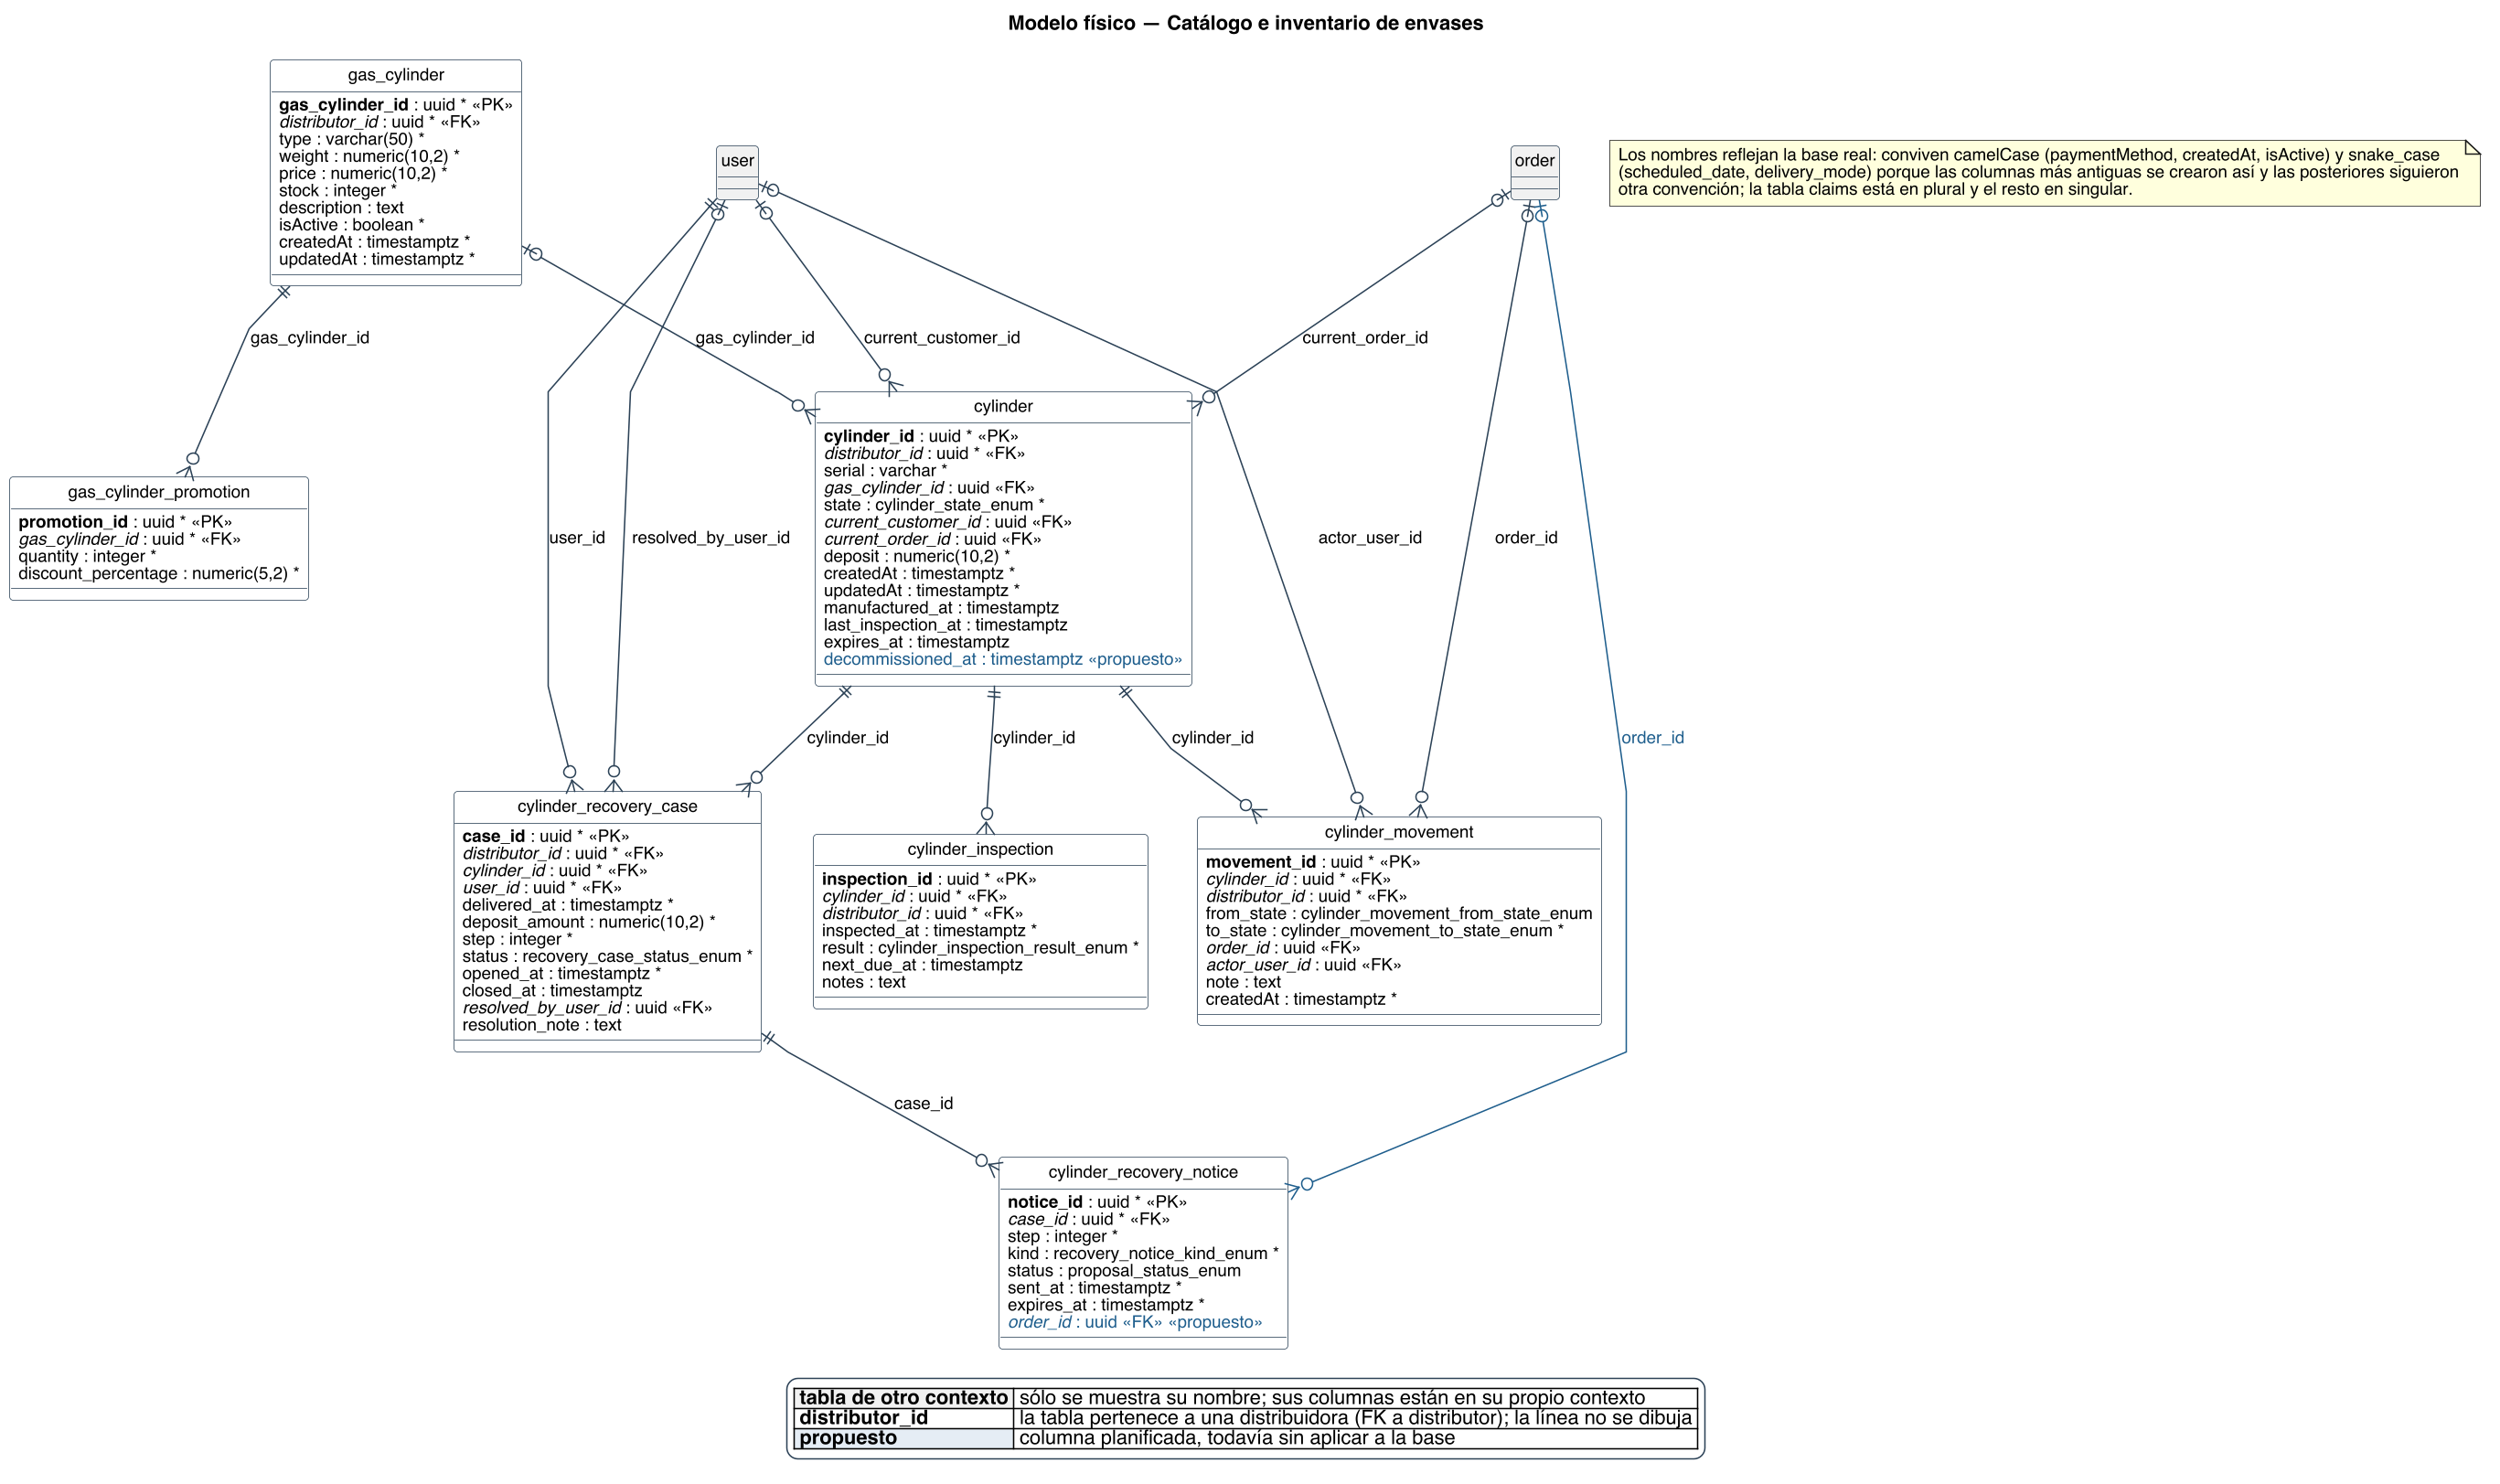 Modelo físico — Catálogo e inventario de envases
gas_cylinder
gas_cylinder_id : uuid * «PK»
distributor_id : uuid * «FK»
type : varchar(50) *
weight : numeric(10,2) *
price : numeric(10,2) *
stock : integer *
description : text
isActive : boolean *
createdAt : timestamptz *
updatedAt : timestamptz *
user
order
Los nombres reflejan la base real: conviven camelCase (paymentMethod, createdAt, isActive) y snake_case
(scheduled_date, delivery_mode) porque las columnas más antiguas se crearon así y las posteriores siguieron
otra convención; la tabla claims está en plural y el resto en singular.
gas_cylinder_id
gas_cylinder_id
current_customer_id
current_order_id
cylinder
cylinder_id : uuid * «PK»
distributor_id : uuid * «FK»
serial : varchar *
gas_cylinder_id : uuid «FK»
state : cylinder_state_enum *
current_customer_id : uuid «FK»
current_order_id : uuid «FK»
deposit : numeric(10,2) *
createdAt : timestamptz *
updatedAt : timestamptz *
manufactured_at : timestamptz
last_inspection_at : timestamptz
expires_at : timestamptz
decommissioned_at : timestamptz «propuesto»
gas_cylinder_promotion
promotion_id : uuid * «PK»
gas_cylinder_id : uuid * «FK»
quantity : integer *
discount_percentage : numeric(5,2) *
user_id
resolved_by_user_id
actor_user_id
order_id
cylinder_id
cylinder_id
cylinder_id
order_id
cylinder_recovery_case
case_id : uuid * «PK»
distributor_id : uuid * «FK»
cylinder_id : uuid * «FK»
user_id : uuid * «FK»
delivered_at : timestamptz *
deposit_amount : numeric(10,2) *
step : integer *
status : recovery_case_status_enum *
opened_at : timestamptz *
closed_at : timestamptz
resolved_by_user_id : uuid «FK»
resolution_note : text
cylinder_inspection
inspection_id : uuid * «PK»
cylinder_id : uuid * «FK»
distributor_id : uuid * «FK»
inspected_at : timestamptz *
result : cylinder_inspection_result_enum *
next_due_at : timestamptz
notes : text
cylinder_movement
movement_id : uuid * «PK»
cylinder_id : uuid * «FK»
distributor_id : uuid * «FK»
from_state : cylinder_movement_from_state_enum
to_state : cylinder_movement_to_state_enum *
order_id : uuid «FK»
actor_user_id : uuid «FK»
note : text
createdAt : timestamptz *
case_id
cylinder_recovery_notice
notice_id : uuid * «PK»
case_id : uuid * «FK»
step : integer *
kind : recovery_notice_kind_enum *
status : proposal_status_enum
sent_at : timestamptz *
expires_at : timestamptz *
order_id : uuid «FK» «propuesto»
tabla de otro contexto sólo se muestra su nombre; sus columnas están en su propio contexto
distributor_id la tabla pertenece a una distribuidora (FK a distributor); la línea no se dibuja
propuesto columna planificada, todavía sin aplicar a la base